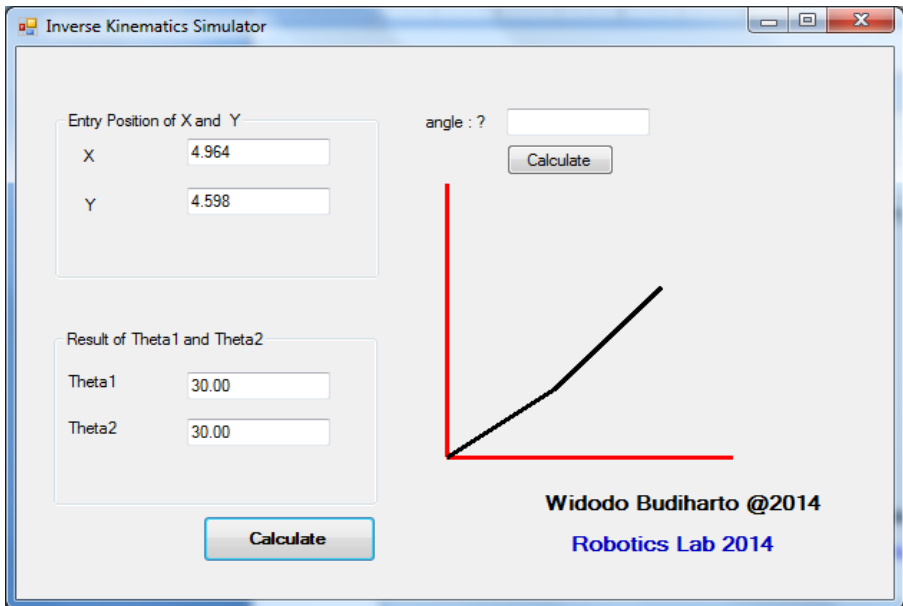 Inverse Kinematics Simulator
Entry Position of X and Y
X 4.964
Y 4.598
angle : ?
Calculate
Result of Theta1 and Theta2
Theta1 30.00
Theta2 30.00
Calculate
Widodo Budiharto @2014
Robotics Lab 2014